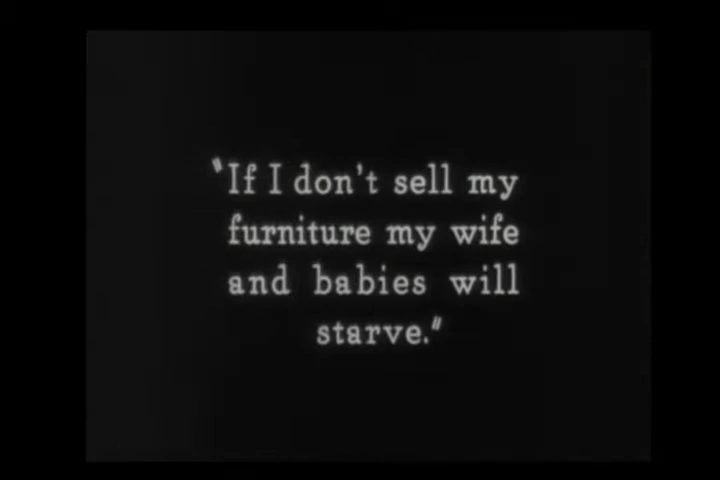 "If I don't sell my
furniture my wife
and babies will
starve."